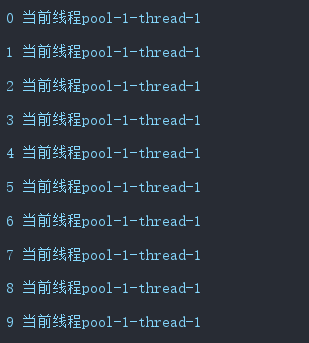 0 当前线程pool-1-thread-1
1 当前线程pool-1-thread-1
2 当前线程pool-1-thread-1
3 当前线程pool-1-thread-1
4 当前线程pool-1-thread-1
5 当前线程pool-1-thread-1
6 当前线程pool-1-thread-1
7 当前线程pool-1-thread-1
8 当前线程pool-1-thread-1
9 当前线程pool-1-thread-1